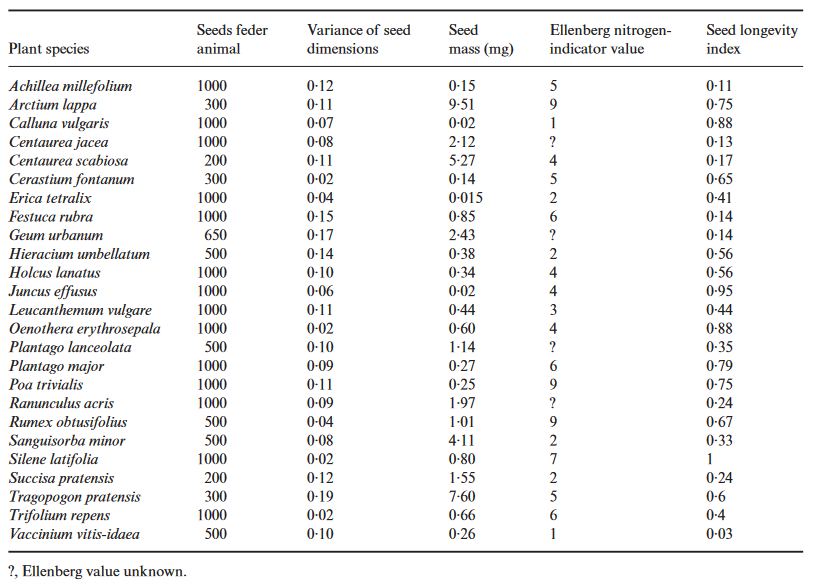 Seeds feder Variance of seed Seed Ellenberg nitrogen- Seed longevity
Plant species animal dimensions mass (mg) indicator value index
Achillea millefolium 1000 0·12 0·15 5 0·11
Arctium lappa 300 0·11 9·51 9 0·75
Calluna vulgaris 1000 0·07 0·02 1 0·88
Centaurea jacea 1000 0·08 2·12 ? 0·13
Centaurea scabiosa 200 0·11 5·27 4 0·17
Cerastium fontanum 300 0·02 0·14 5 0·65
Erica tetralix 1000 0·04 0·015 2 0·41
Festuca rubra 1000 0·15 0·85 6 0·14
Geum urbanum 650 0·17 2·43 ? 0·14
Hieracium umbellatum 500 0·14 0·38 2 0·56
Holcus lanatus 1000 0·10 0·34 4 0·56
Juncus effusus 1000 0·06 0·02 4 0·95
Leucanthemum vulgare 1000 0·11 0·44 3 0·44
Oenothera erythrosepala 1000 0·02 0·60 4 0·88
Plantago lanceolata 500 0·10 1·14 ? 0·35
Plantago major 1000 0·09 0·27 6 0·79
Poa trivialis 1000 0·11 0·25 9 0·75
Ranunculus acris 1000 0·09 1·97 ? 0·24
Rumex obtusifolius 500 0·04 1·01 9 0·67
Sanguisorba minor 500 0·08 4·11 2 0·33
Silene latifolia 1000 0·02 0·80 7 1
Succisa pratensis 200 0·12 1·55 2 0·24
Tragopogon pratensis 300 0·19 7·60 5 0·6
Trifolium repens 1000 0·02 0·66 6 0·4
Vaccinium vitis-idaea 500 0·10 0·26 1 0·03
?, Ellenberg value unknown.